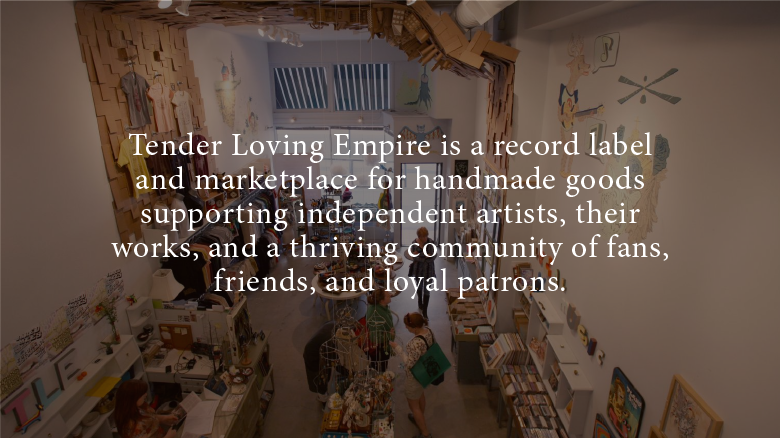 Tender Loving Empire is a record label
and marketplace for handmade goods
supporting independent artists, their
works, and a thriving community of fans,
friends, and loyal patrons.
TLE